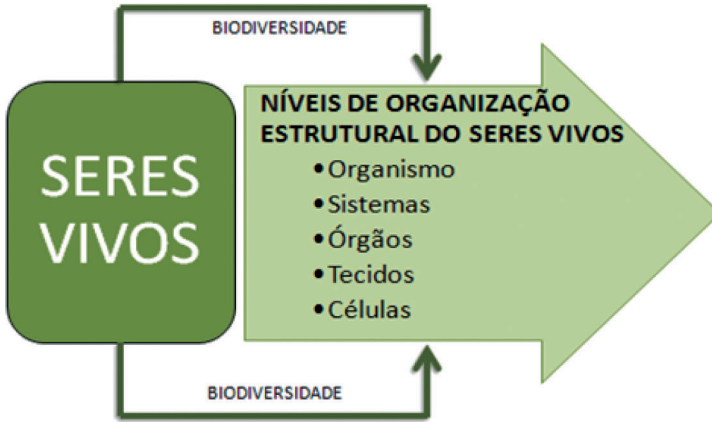 BIODIVERSIDADE
SERES
VIVOS
NÍVEIS DE ORGANIZAÇÃO
ESTRUTURAL DO SERES VIVOS
•Organismo
•Sistemas
•Órgãos
•Tecidos
•Células
BIODIVERSIDADE